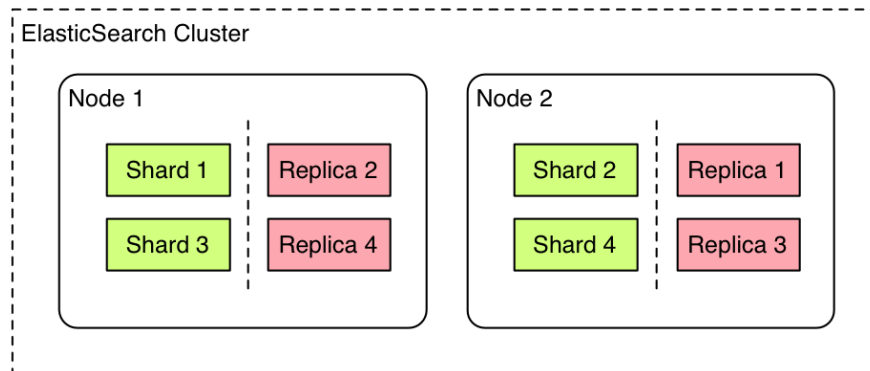 ElasticSearch Cluster
Node 1
Shard 1
Replica 2
Shard 3
Replica 4
Node 2
Shard 2
Replica 1
Shard 4
Replica 3